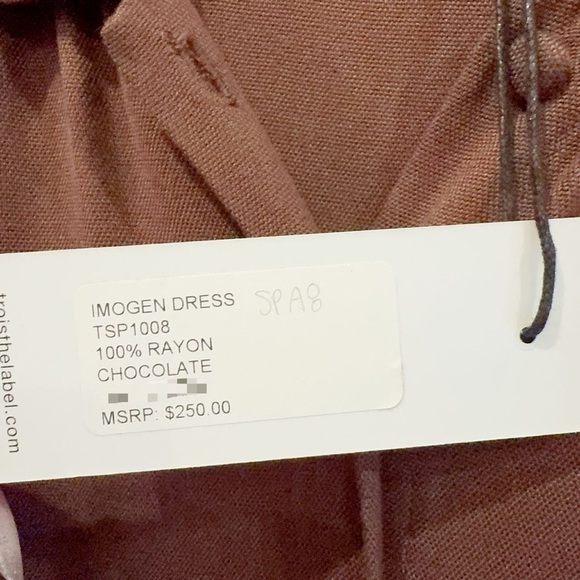 IMOGEN DRESS SPA8
TSP1008
100% RAYON
CHOCOLATE
MSRP: $250.00
troisthelabel.com